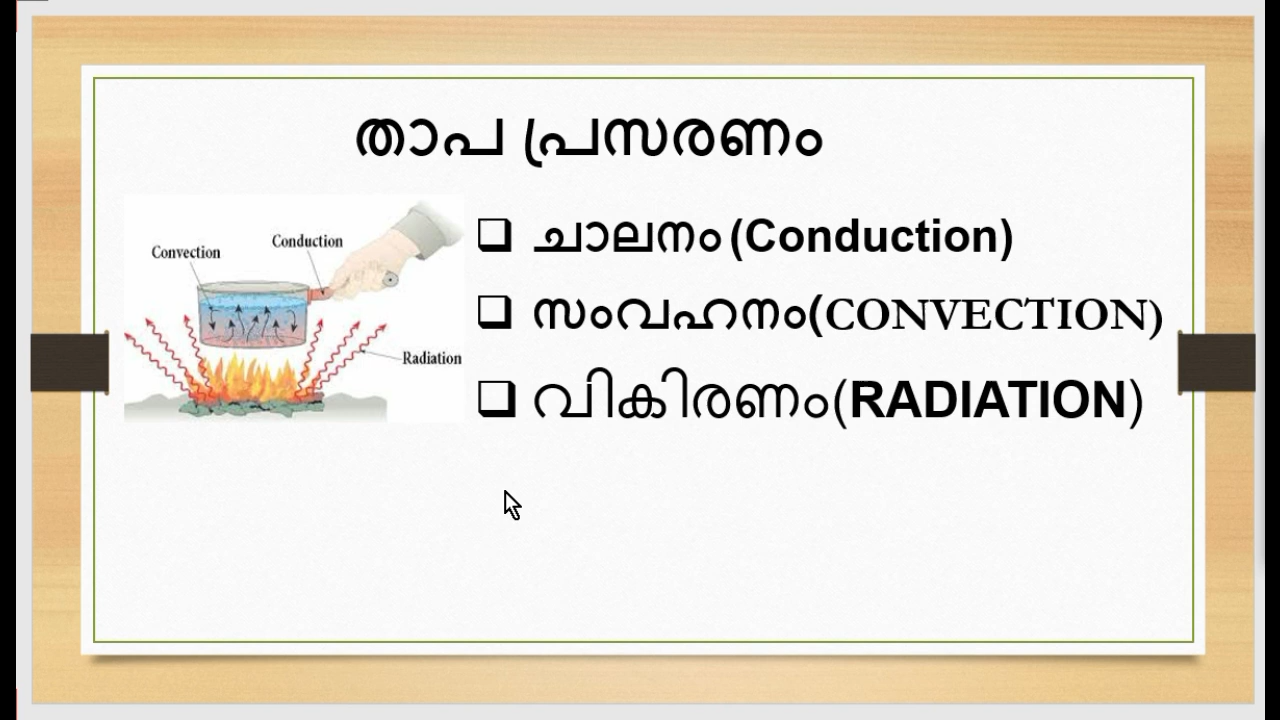 താപ പ്രസരണം
Convection
Conduction
Radiation
❑ ചാലനം (Conduction)
❑ സംവഹനം(CONVECTION)
❑ വികിരണം(RADIATION)